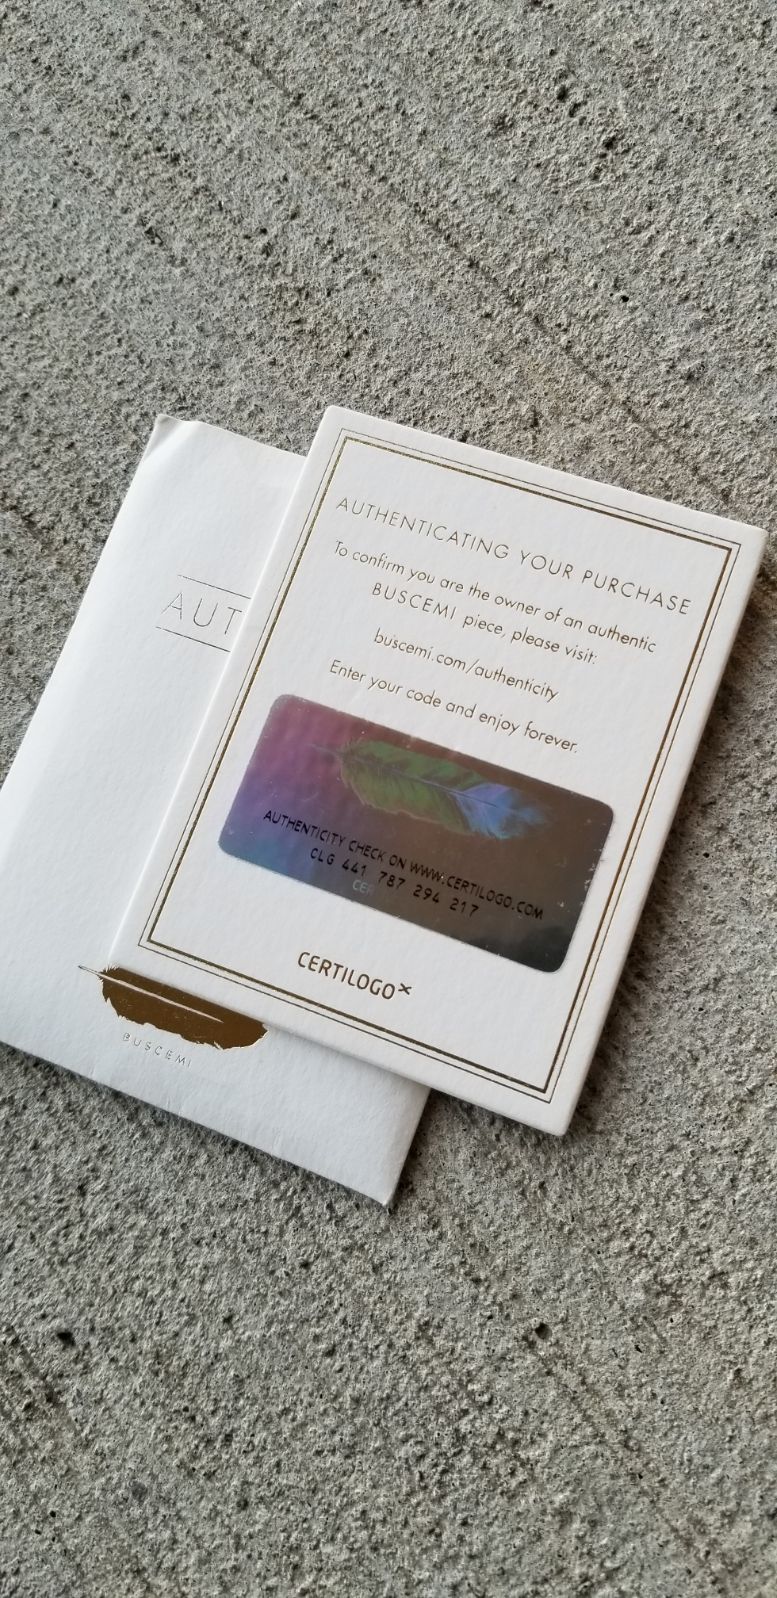 AUTHENTICATING YOUR PURCHASE
To confirm you are the owner of an authentic
BUSCEMI piece, please visit:
buscemi.com/authenticity
Enter your code and enjoy forever.
AUTHENTICITY CHECK ON WWW.CERTILOGO.COM
CLG 441 787 294 217
CER
CERTILOGO
AUT
BUSCEMI